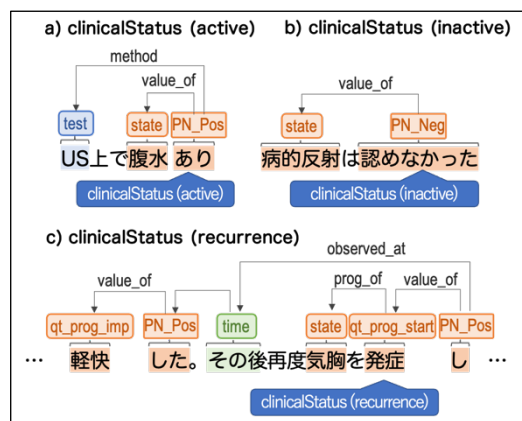 a) clinicalStatus (active)
b) clinicalStatus (inactive)
method
value_of
value_of
test
state
PN_Pos
state
PN_Neg
US上で腹水 あり
病的反射は認めなかった
clinicalStatus (active)
clinicalStatus (inactive)
c) clinicalStatus (recurrence)
observed_at
value_of
prog_of
value_of
qt_prog_imp
PN_Pos
time
state
qt_prog_start
PN_Pos
… 軽快 した。その後再度気胸を発症 し …
clinicalStatus (recurrence)